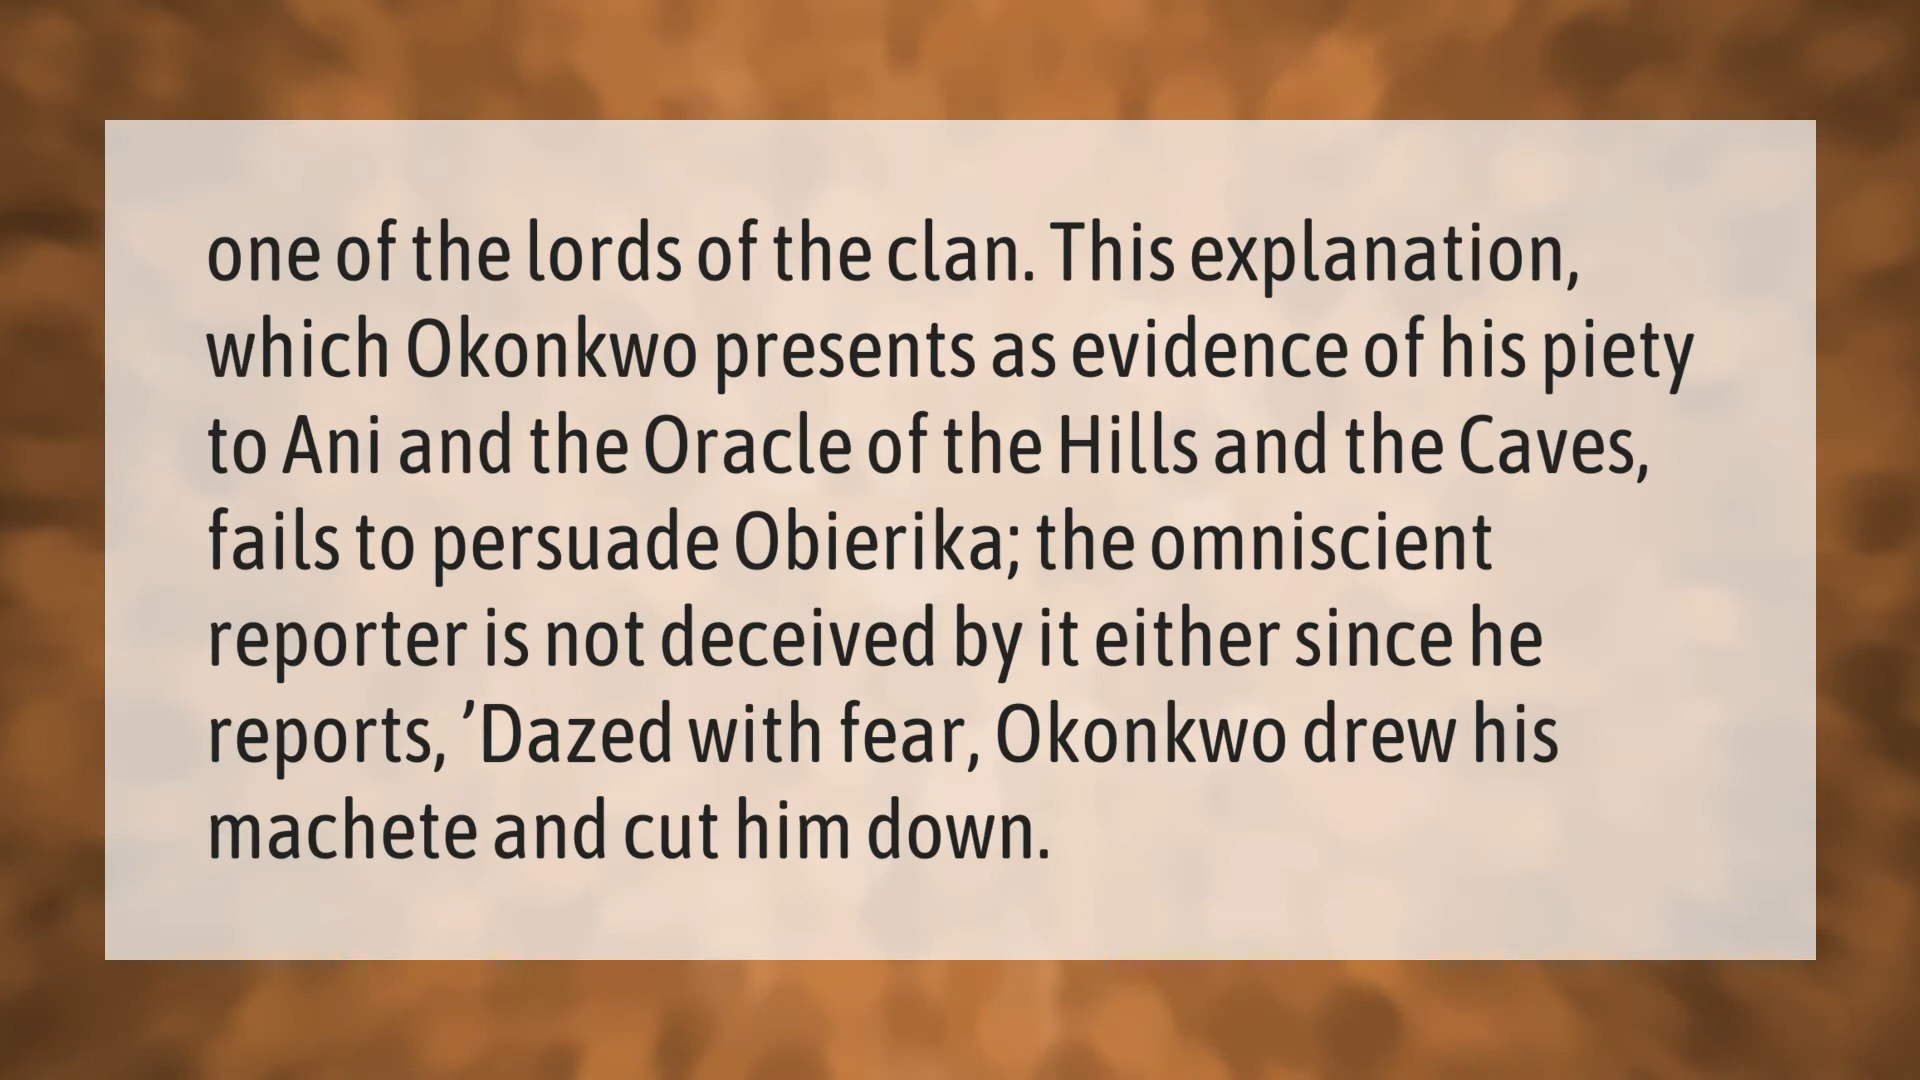 one of the lords of the clan. This explanation,
which Okonkwo presents as evidence of his piety
to Ani and the Oracle of the Hills and the Caves,
fails to persuade Obierika; the omniscient
reporter is not deceived by it either since he
reports, ’Dazed with fear, Okonkwo drew his
machete and cut him down.